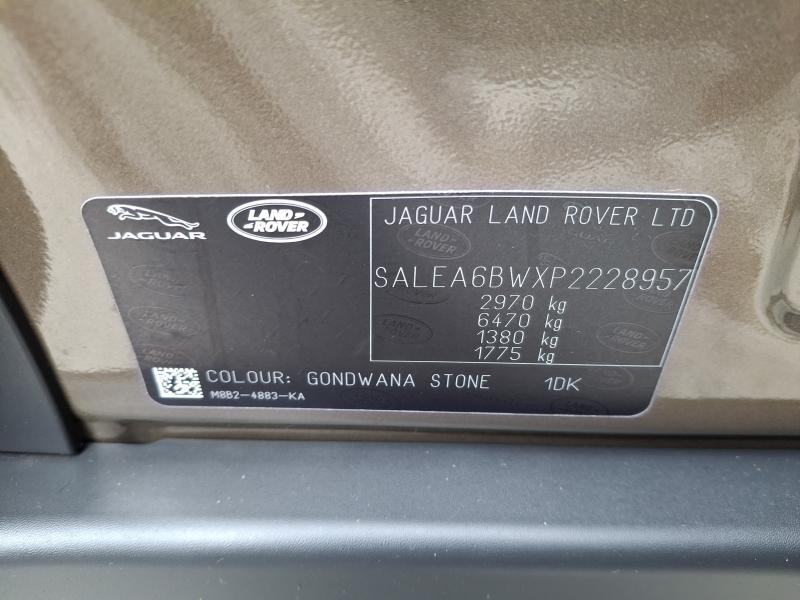 JAGUAR
LAND ROVER
JAGUAR LAND ROVER LTD
SALEA6BWXP2228957
2970 kg
6470 kg
1380 kg
1775 kg
COLOUR: GONDWANA STONE 1DK
M8B2-4883-KA